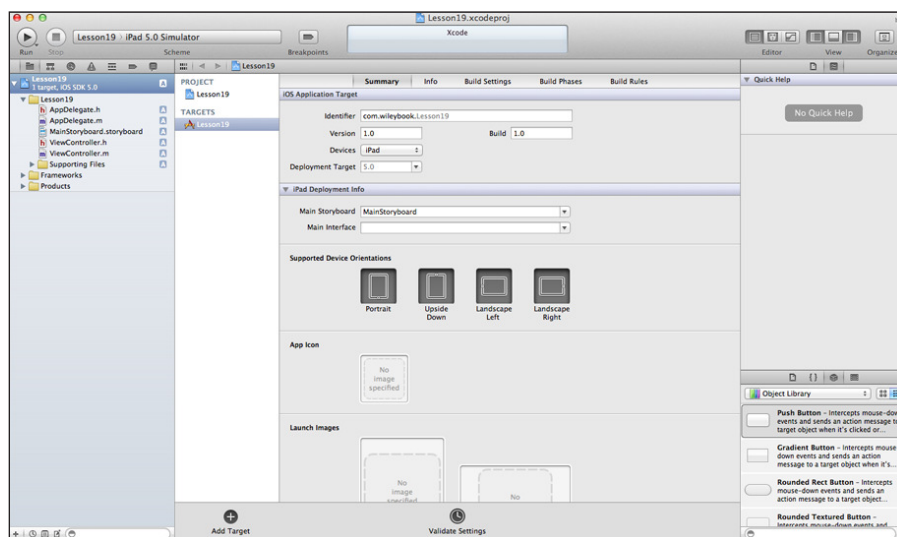 Lesson19.xcodeproj
Lesson19 › iPad 5.0 Simulator
Xcode
Run
Stop
Scheme
Breakpoints
Editor
View
Lesson19
1 target, iOS SDK 5.0
Lesson19
AppDelegate.h
AppDelegate.m
MainStoryboard.storyboard
ViewController.h
ViewController.m
Supporting Files
Frameworks
Products
Lesson19
PROJECT
Lesson19
TARGETS
Lesson19
Summary
Info
Build Settings
Build Phases
Build Rules
iOS Application Target
Identifier com.wileybook.Lesson19
Version 1.0 Build 1.0
Devices iPad
Deployment Target 5.0
iPad Deployment Info
Main Storyboard MainStoryboard
Main Interface
Supported Device Orientations
Portrait
Upside Down
Landscape Left
Landscape Right
App Icon
No
image
specified
Launch Images
No
image
specified
No
Add Target
Validate Settings
Quick Help
No Quick Help
Object Library
Push Button – Intercepts mouse-down
events and sends an action message to
target object when it's clicked or...
Gradient Button – Intercepts mouse
down events and sends an action
message to a target object when it's...
Rounded Rect Button – Intercepts
mouse-down events and sends an
action message to a target object...
Rounded Textured Button –
Intercepts mouse-down events and